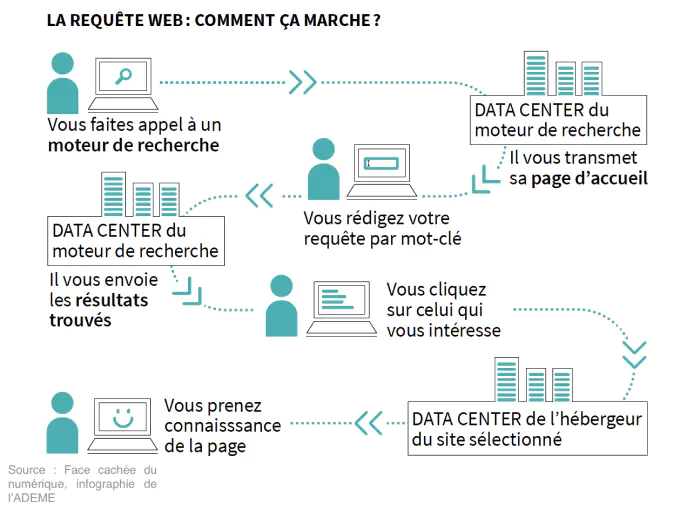 LA REQUÊTE WEB : COMMENT ÇA MARCHE ?
Vous faites appel à un
moteur de recherche
DATA CENTER du
moteur de recherche
Il vous transmet
sa page d'accueil
Vous rédigez votre
requête par mot-clé
DATA CENTER du
moteur de recherche
Il vous envoie
les résultats
trouvés
Vous cliquez
sur celui qui
vous intéresse
DATA CENTER de l'hébergeur
du site sélectionné
Vous prenez
connaisssance
de la page
Source : Face cachée du
numérique, infographie de
l'ADEME